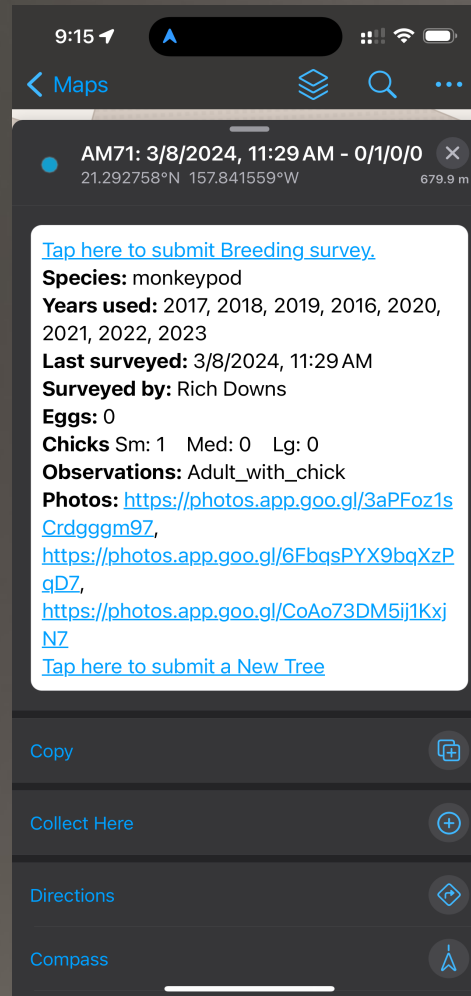 9:15
Maps
AM71: 3/8/2024, 11:29 AM - 0/1/0/0
21.292758°N 157.841559°W
679.9 m
Tap here to submit Breeding survey.
Species: monkeypod
Years used: 2017, 2018, 2019, 2016, 2020,
2021, 2022, 2023
Last surveyed: 3/8/2024, 11:29 AM
Surveyed by: Rich Downs
Eggs: 0
Chicks Sm: 1 Med: 0 Lg: 0
Observations: Adult_with_chick
Photos: https://photos.app.goo.gl/3aPFoz1s
Crdgggm97,
https://photos.app.goo.gl/6FbqsPYX9bqXzP
qD7,
https://photos.app.goo.gl/CoAo73DM5ij1Kxj
N7
Tap here to submit a New Tree
Copy
Collect Here
Directions
Compass